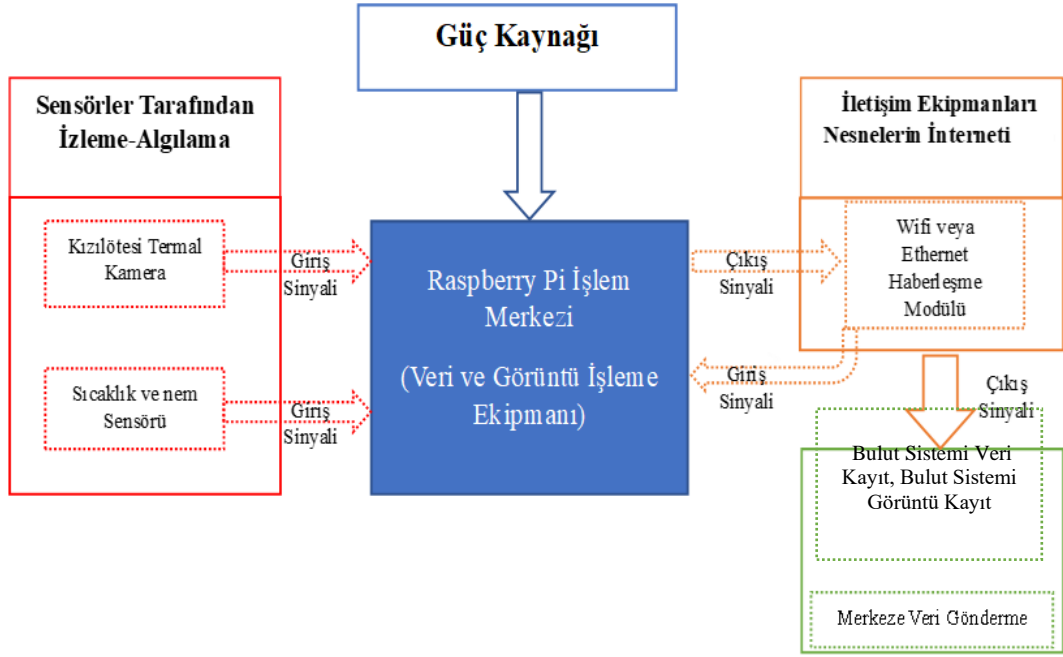 Güç Kaynağı
Sensörler Tarafından
İzleme-Algılama
Kızılötesi Termal
Kamera
Giriş
Sinyali
Sıcaklık ve nem
Sensörü
Giriş
Sinyali
Raspberry Pi İşlem
Merkezi
(Veri ve Görüntü İşleme
Ekipmanı)
Çıkış
Sinyali
Giriş
Sinyali
İletişim Ekipmanları
Nesnelerin İnterneti
Wifi veya
Ethernet
Haberleşme
Modülü
Çıkış
Sinyali
Bulut Sistemi Veri
Kayıt, Bulut Sistemi
Görüntü Kayıt
Merkeze Veri Gönderme